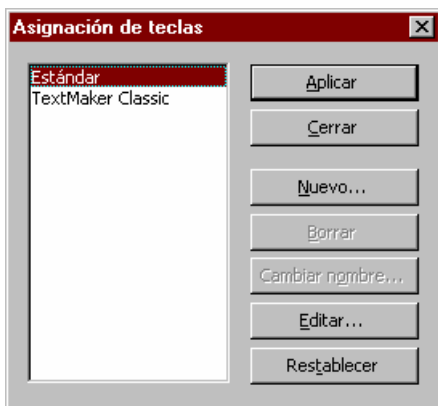 Asignación de teclas
Estándar
TextMaker Classic
Aplicar
Cerrar
Nuevo...
Borrar
Cambiar nombre...
Editar...
Restablecer